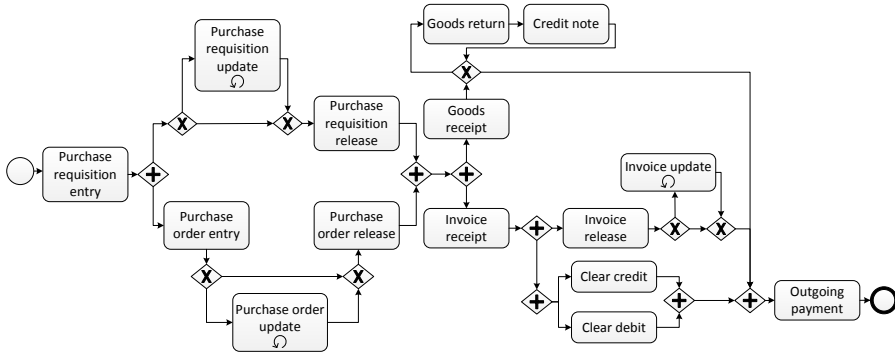 Goods return
Credit note
Purchase
requisition
update
Purchase
requisition
release
Goods
receipt
Purchase
requisition
entry
Invoice update
Purchase
order entry
Purchase
order release
Invoice
receipt
Invoice
release
Clear credit
Purchase order
update
Clear debit
Outgoing
payment